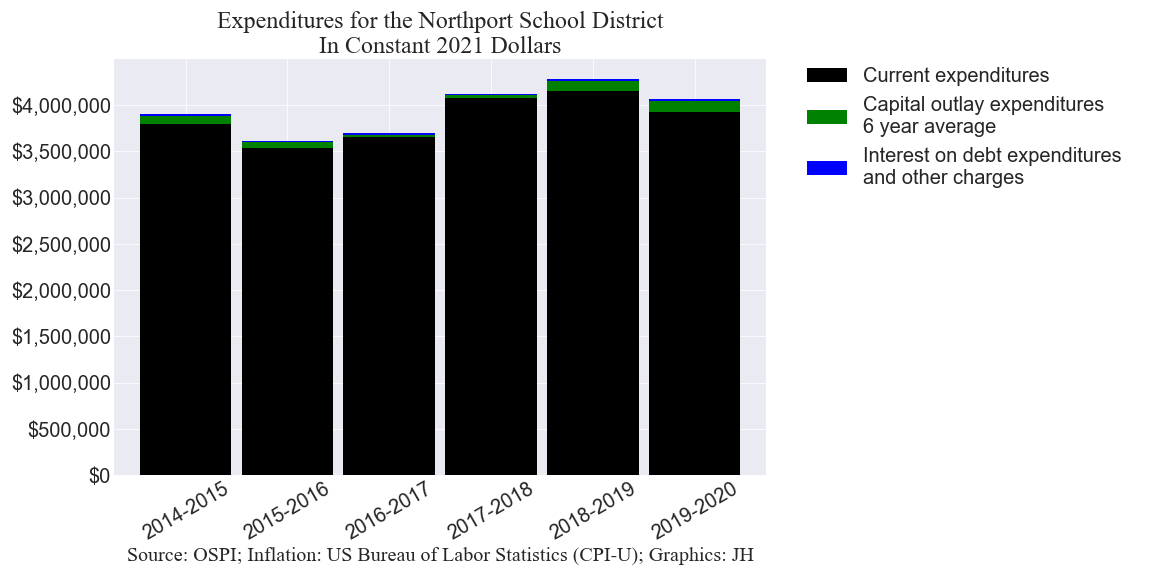 Expenditures for the Northport School District
In Constant 2021 Dollars
$4,000,000
$3,500,000
$3,000,000
$2,500,000
$2,000,000
$1,500,000
$1,000,000
$500,000
$0
2014-2015
2015-2016
2016-2017
2017-2018
2018-2019
2019-2020
Current expenditures
Capital outlay expenditures
6 year average
Interest on debt expenditures
and other charges
Source: OSPI; Inflation: US Bureau of Labor Statistics (CPI-U); Graphics: JH